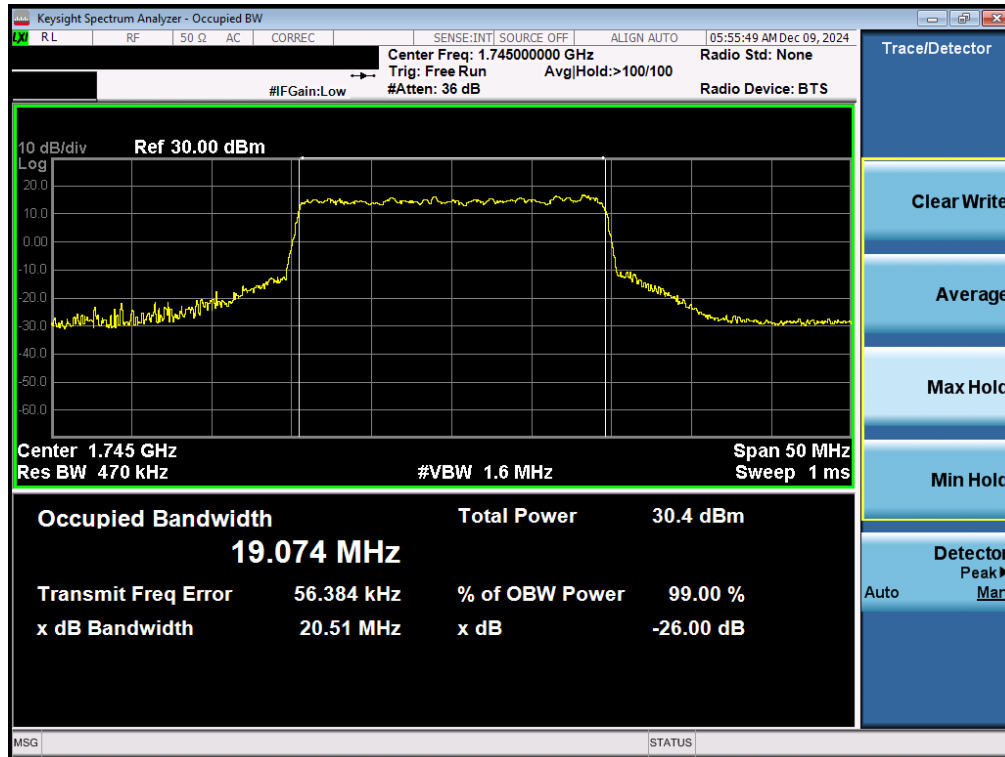 Keysight Spectrum Analyzer - Occupied BW
LXI RL RF 50 Ω AC CORREC SENSE:INT SOURCE OFF ALIGN AUTO 05:55:49 AM Dec 09, 2024
Center Freq: 1.745000000 GHz Radio Std: None
Trig: Free Run Avg|Hold:>100/100
#IFGain:Low #Atten: 36 dB Radio Device: BTS
10 dB/div Ref 30.00 dBm
Log
20.0
10.0
0.00
-10.0
-20.0
-30.0
-40.0
-50.0
-60.0
Center 1.745 GHz Span 50 MHz
Res BW 470 kHz #VBW 1.6 MHz Sweep 1 ms
Occupied Bandwidth Total Power 30.4 dBm
19.074 MHz
Transmit Freq Error 56.384 kHz % of OBW Power 99.00 %
x dB Bandwidth 20.51 MHz x dB -26.00 dB
MSG STATUS
Trace/Detector
Clear Write
Average
Max Hold
Min Hold
Detector
Peak
Auto Man